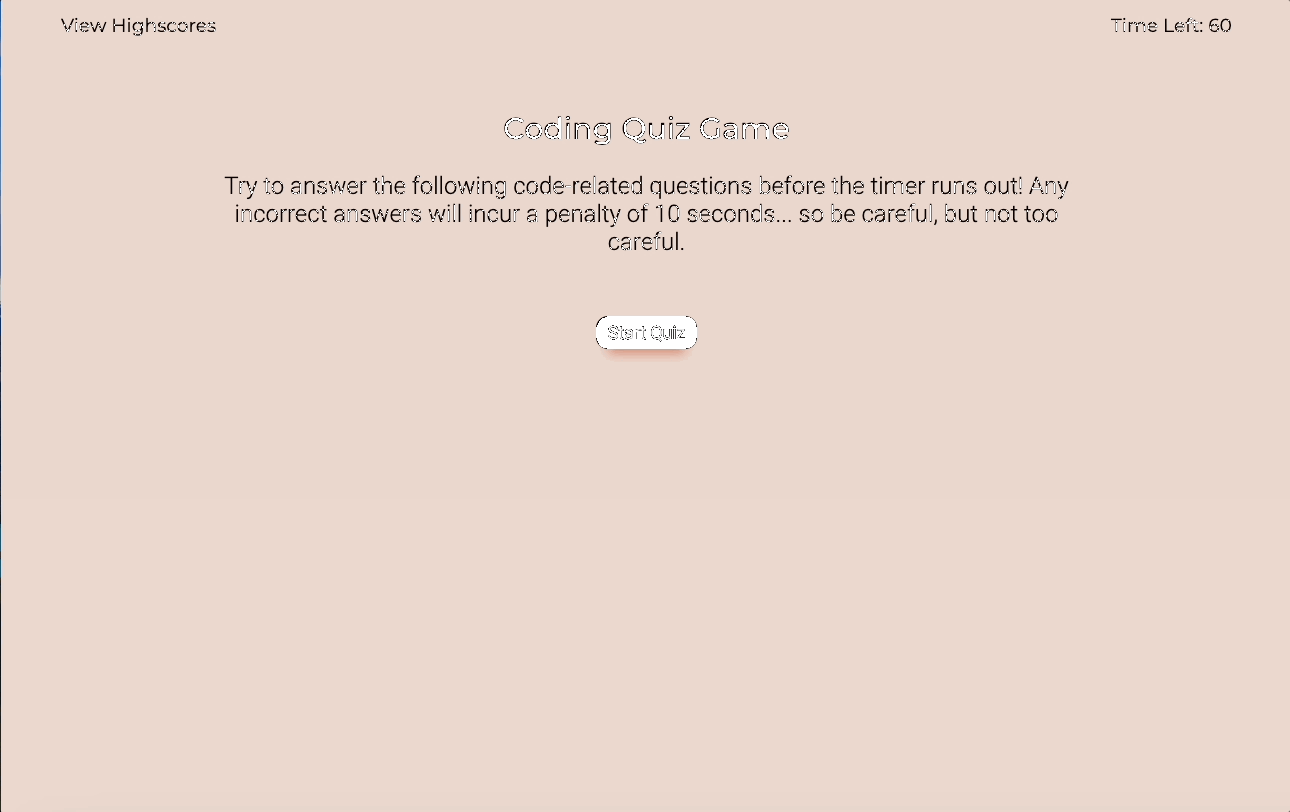 View Highscores
Time Left: 60
Coding Quiz Game
Try to answer the following code-related questions before the timer runs out! Any
incorrect answers will incur a penalty of 10 seconds... so be careful, but not too
careful.
Start Quiz